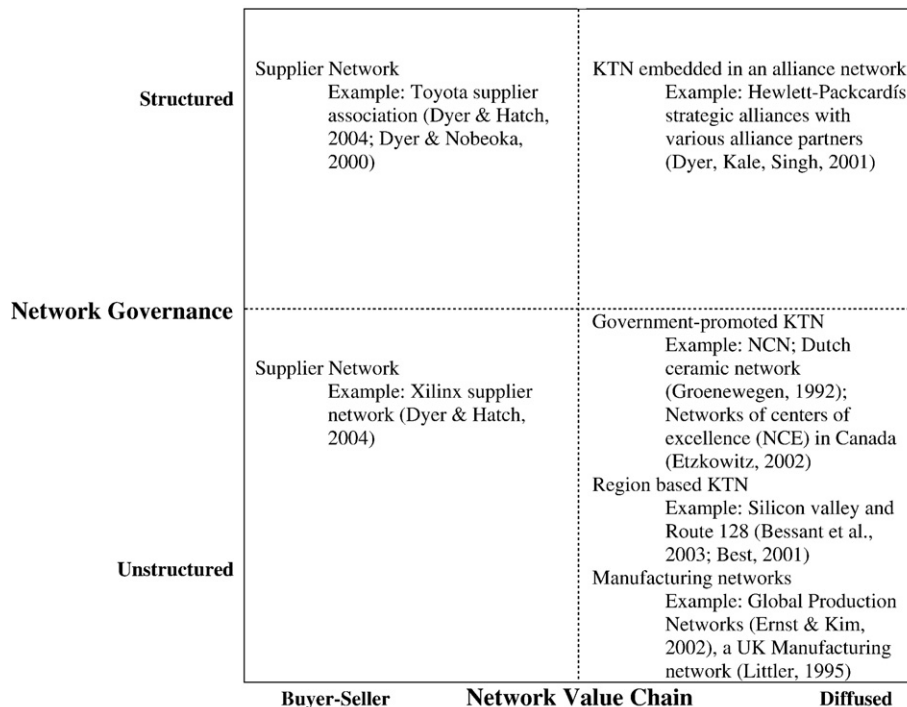 Structured
Supplier Network
Example: Toyota supplier
association (Dyer & Hatch,
2004; Dyer & Nobeoka,
2000)
KTN embedded in an alliance network
Example: Hewlett-Packcardís
strategic alliances with
various alliance partners
(Dyer, Kale, Singh, 2001)
Network Governance
Supplier Network
Example: Xilinx supplier
network (Dyer & Hatch,
2004)
Government-promoted KTN
Example: NCN; Dutch
ceramic network
(Groenewegen, 1992);
Networks of centers of
excellence (NCE) in Canada
(Etzkowitz, 2002)
Region based KTN
Example: Silicon valley and
Route 128 (Bessant et al.,
2003; Best, 2001)
Unstructured
Manufacturing networks
Example: Global Production
Networks (Ernst & Kim,
2002), a UK Manufacturing
network (Littler, 1995)
Buyer-Seller
Network Value Chain
Diffused